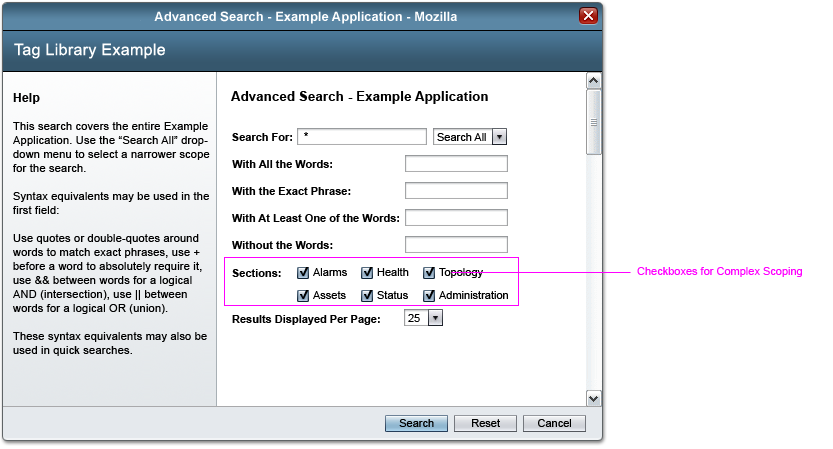 Advanced Search - Example Application - Mozilla
Tag Library Example
Help
This search covers the entire Example
Application. Use the “Search All” drop-
down menu to select a narrower scope
for the search.
Syntax equivalents may be used in the
first field:
Use quotes or double-quotes around
words to match exact phrases, use +
before a word to absolutely require it,
use && between words for a logical
AND (intersection), use || between
words for a logical OR (union).
These syntax equivalents may also be
used in quick searches.
Advanced Search - Example Application
Search For: * Search All
With All the Words:
With the Exact Phrase:
With At Least One of the Words:
Without the Words:
Sections: Alarms Health Topology
Assets Status Administration
Results Displayed Per Page: 25
Checkboxes for Complex Scoping
Search Reset Cancel